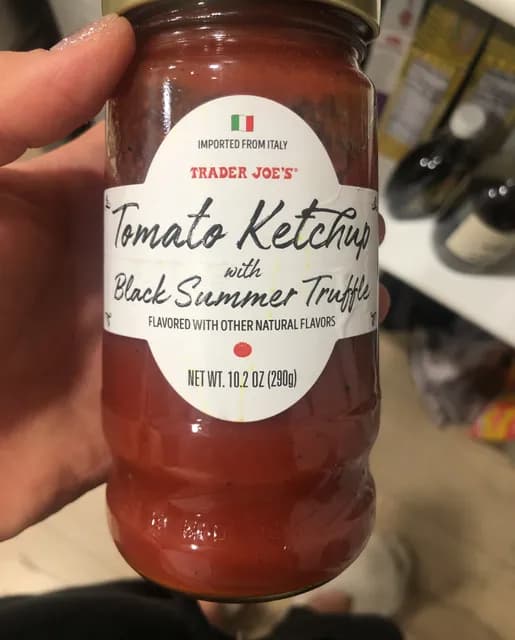 IMPORTED FROM ITALY
TRADER JOE'S®
Tomato Ketchup
with
Black Summer Truffle
FLAVORED WITH OTHER NATURAL FLAVORS
NET WT. 10.2 OZ (290g)